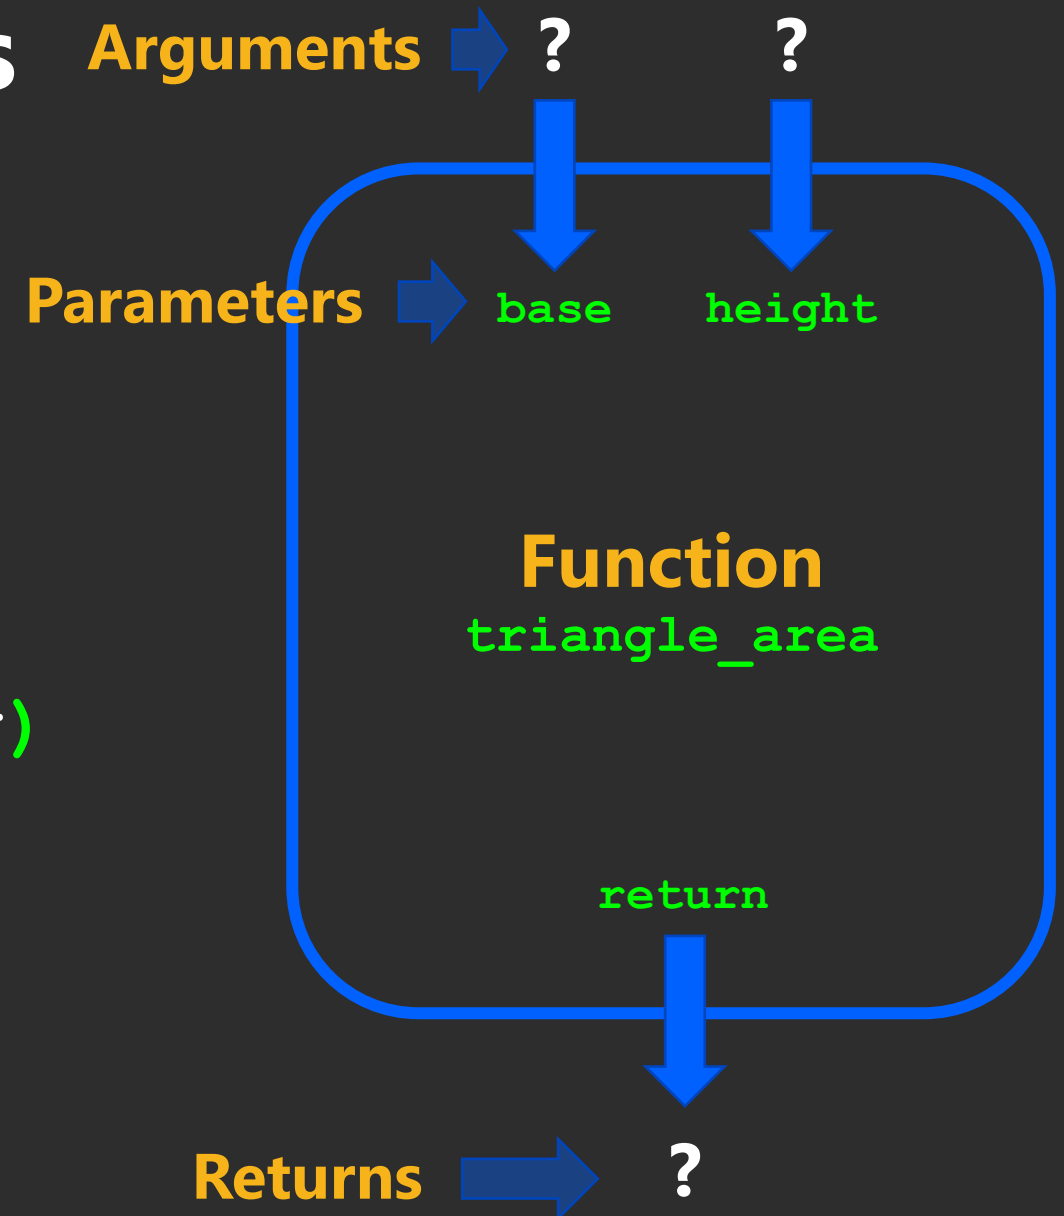 s
Arguments ? ?
Parameters base height
Function
triangle_area
)
return
Returns ?